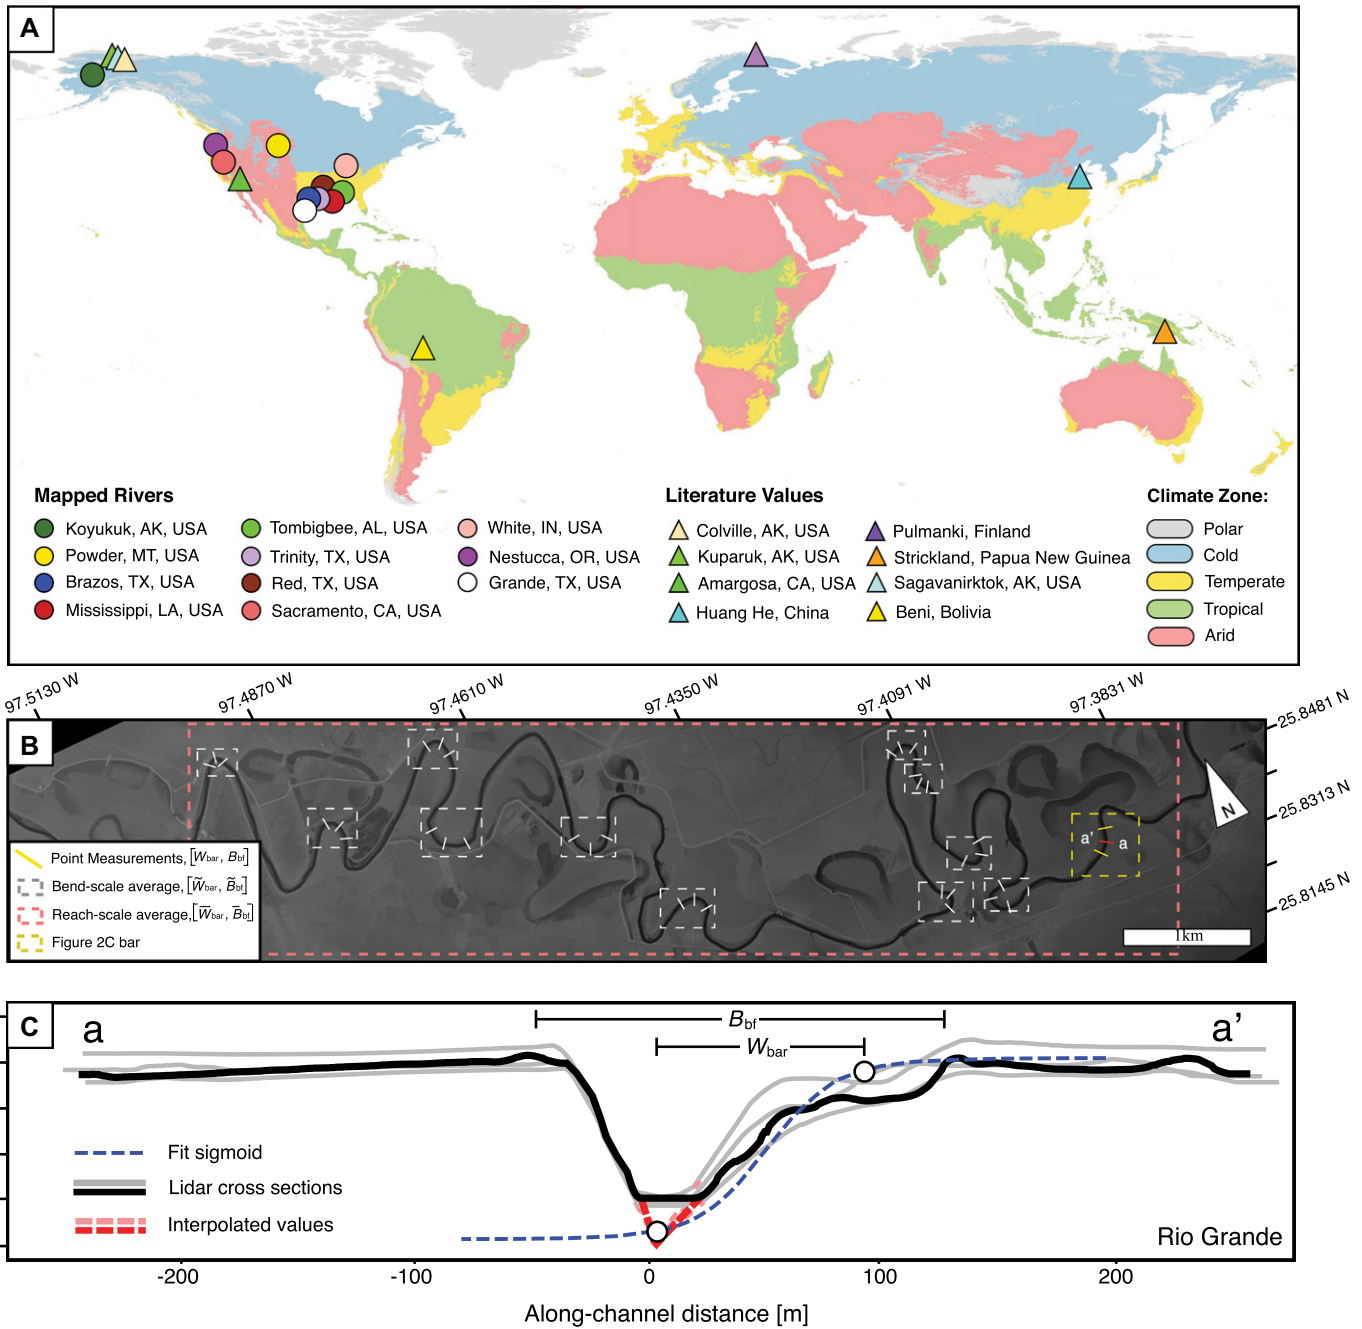 A
Mapped Rivers
Koyukuk, AK, USA
Powder, MT, USA
Brazos, TX, USA
Mississippi, LA, USA
Tombigbee, AL, USA
Trinity, TX, USA
Red, TX, USA
Sacramento, CA, USA
White, IN, USA
Nestucca, OR, USA
Grande, TX, USA
Literature Values
Colville, AK, USA
Kuparuk, AK, USA
Amargosa, CA, USA
Huang He, China
Pulmanki, Finland
Strickland, Papua New Guinea
Sagavanirktok, AK, USA
Beni, Bolivia
Climate Zone:
Polar
Cold
Temperate
Tropical
Arid
97.5130 W
97.4870 W
97.4610 W
97.4350 W
97.4091 W
97.3831 W
25.8481 N
25.8313 N
25.8145 N
B
N
a' a
1km
Point Measurements, [Wbar, Bbf]
Bend-scale average, [W̃bar, B̃bf]
Reach-scale average, [W̅bar, B̅bf]
Figure 2C bar
C
a
a'
Bbf
Wbar
Fit sigmoid
Lidar cross sections
Interpolated values
Rio Grande
-200 -100 0 100 200
Along-channel distance [m]